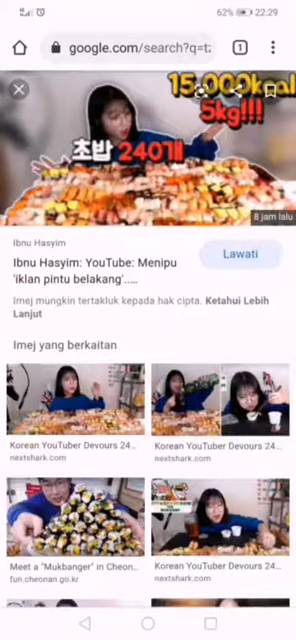 62% 22:29
google.com/search?q=t:
1
15,000kcal
5kg!!!
초밥 240개
8 jam lalu
Ibnu Hasyim
Ibnu Hasyim: YouTube: Menipu
'iklan pintu belakang'.....
Lawati
Imej mungkin tertakluk kepada hak cipta. Ketahui Lebih
Lanjut
Imej yang berkaitan
Korean YouTuber Devours 24...
nextshark.com
Korean YouTuber Devours 24...
nextshark.com
Meet a "Mukbanger" in Cheon...
fun.cheonan.go.kr
Korean YouTuber Devours 24...
nextshark.com